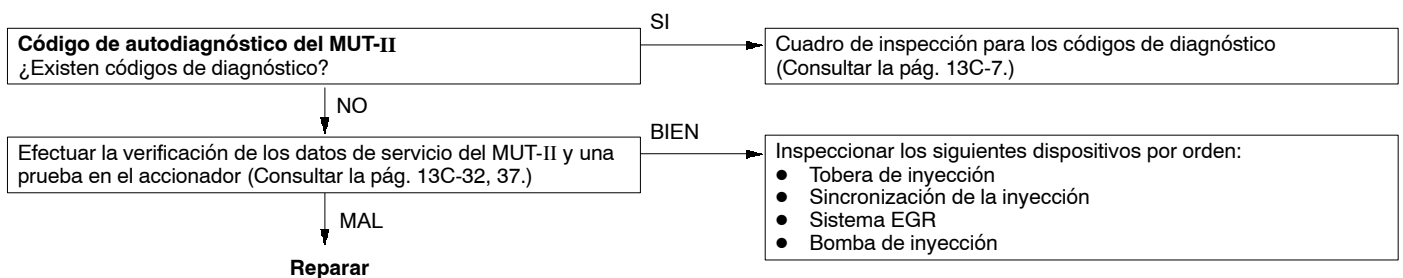 SI
Código de autodiagnóstico del MUT-II
¿Existen códigos de diagnóstico?
Cuadro de inspección para los códigos de diagnóstico
(Consultar la pág. 13C-7.)
NO
BIEN
Efectuar la verificación de los datos de servicio del MUT-II y una
prueba en el accionador (Consultar la pág. 13C-32, 37.)
Inspeccionar los siguientes dispositivos por orden:
● Tobera de inyección
● Sincronización de la inyección
● Sistema EGR
● Bomba de inyección
MAL
Reparar